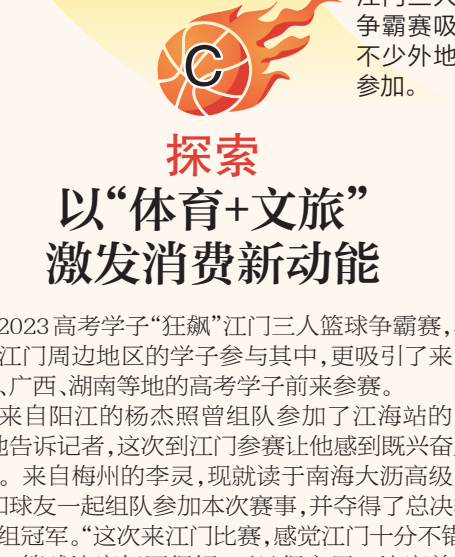 江门三人
争霸赛吸
不少外地
参加。
C
探索
以“体育+文旅”
激发消费新动能
2023高考学子“狂飙”江门三人篮球争霸赛,
江门周边地区的学子参与其中,更吸引了来
、广西、湖南等地的高考学子前来参赛。
来自阳江的杨杰照曾组队参加了江海站的
他告诉记者,这次到江门参赛让他感到既兴奋
。来自梅州的李灵,现就读于南海大沥高级
和球友一起组队参加本次赛事,并夺得了总决
组冠军。“这次来江门比赛,感觉江门十分不错